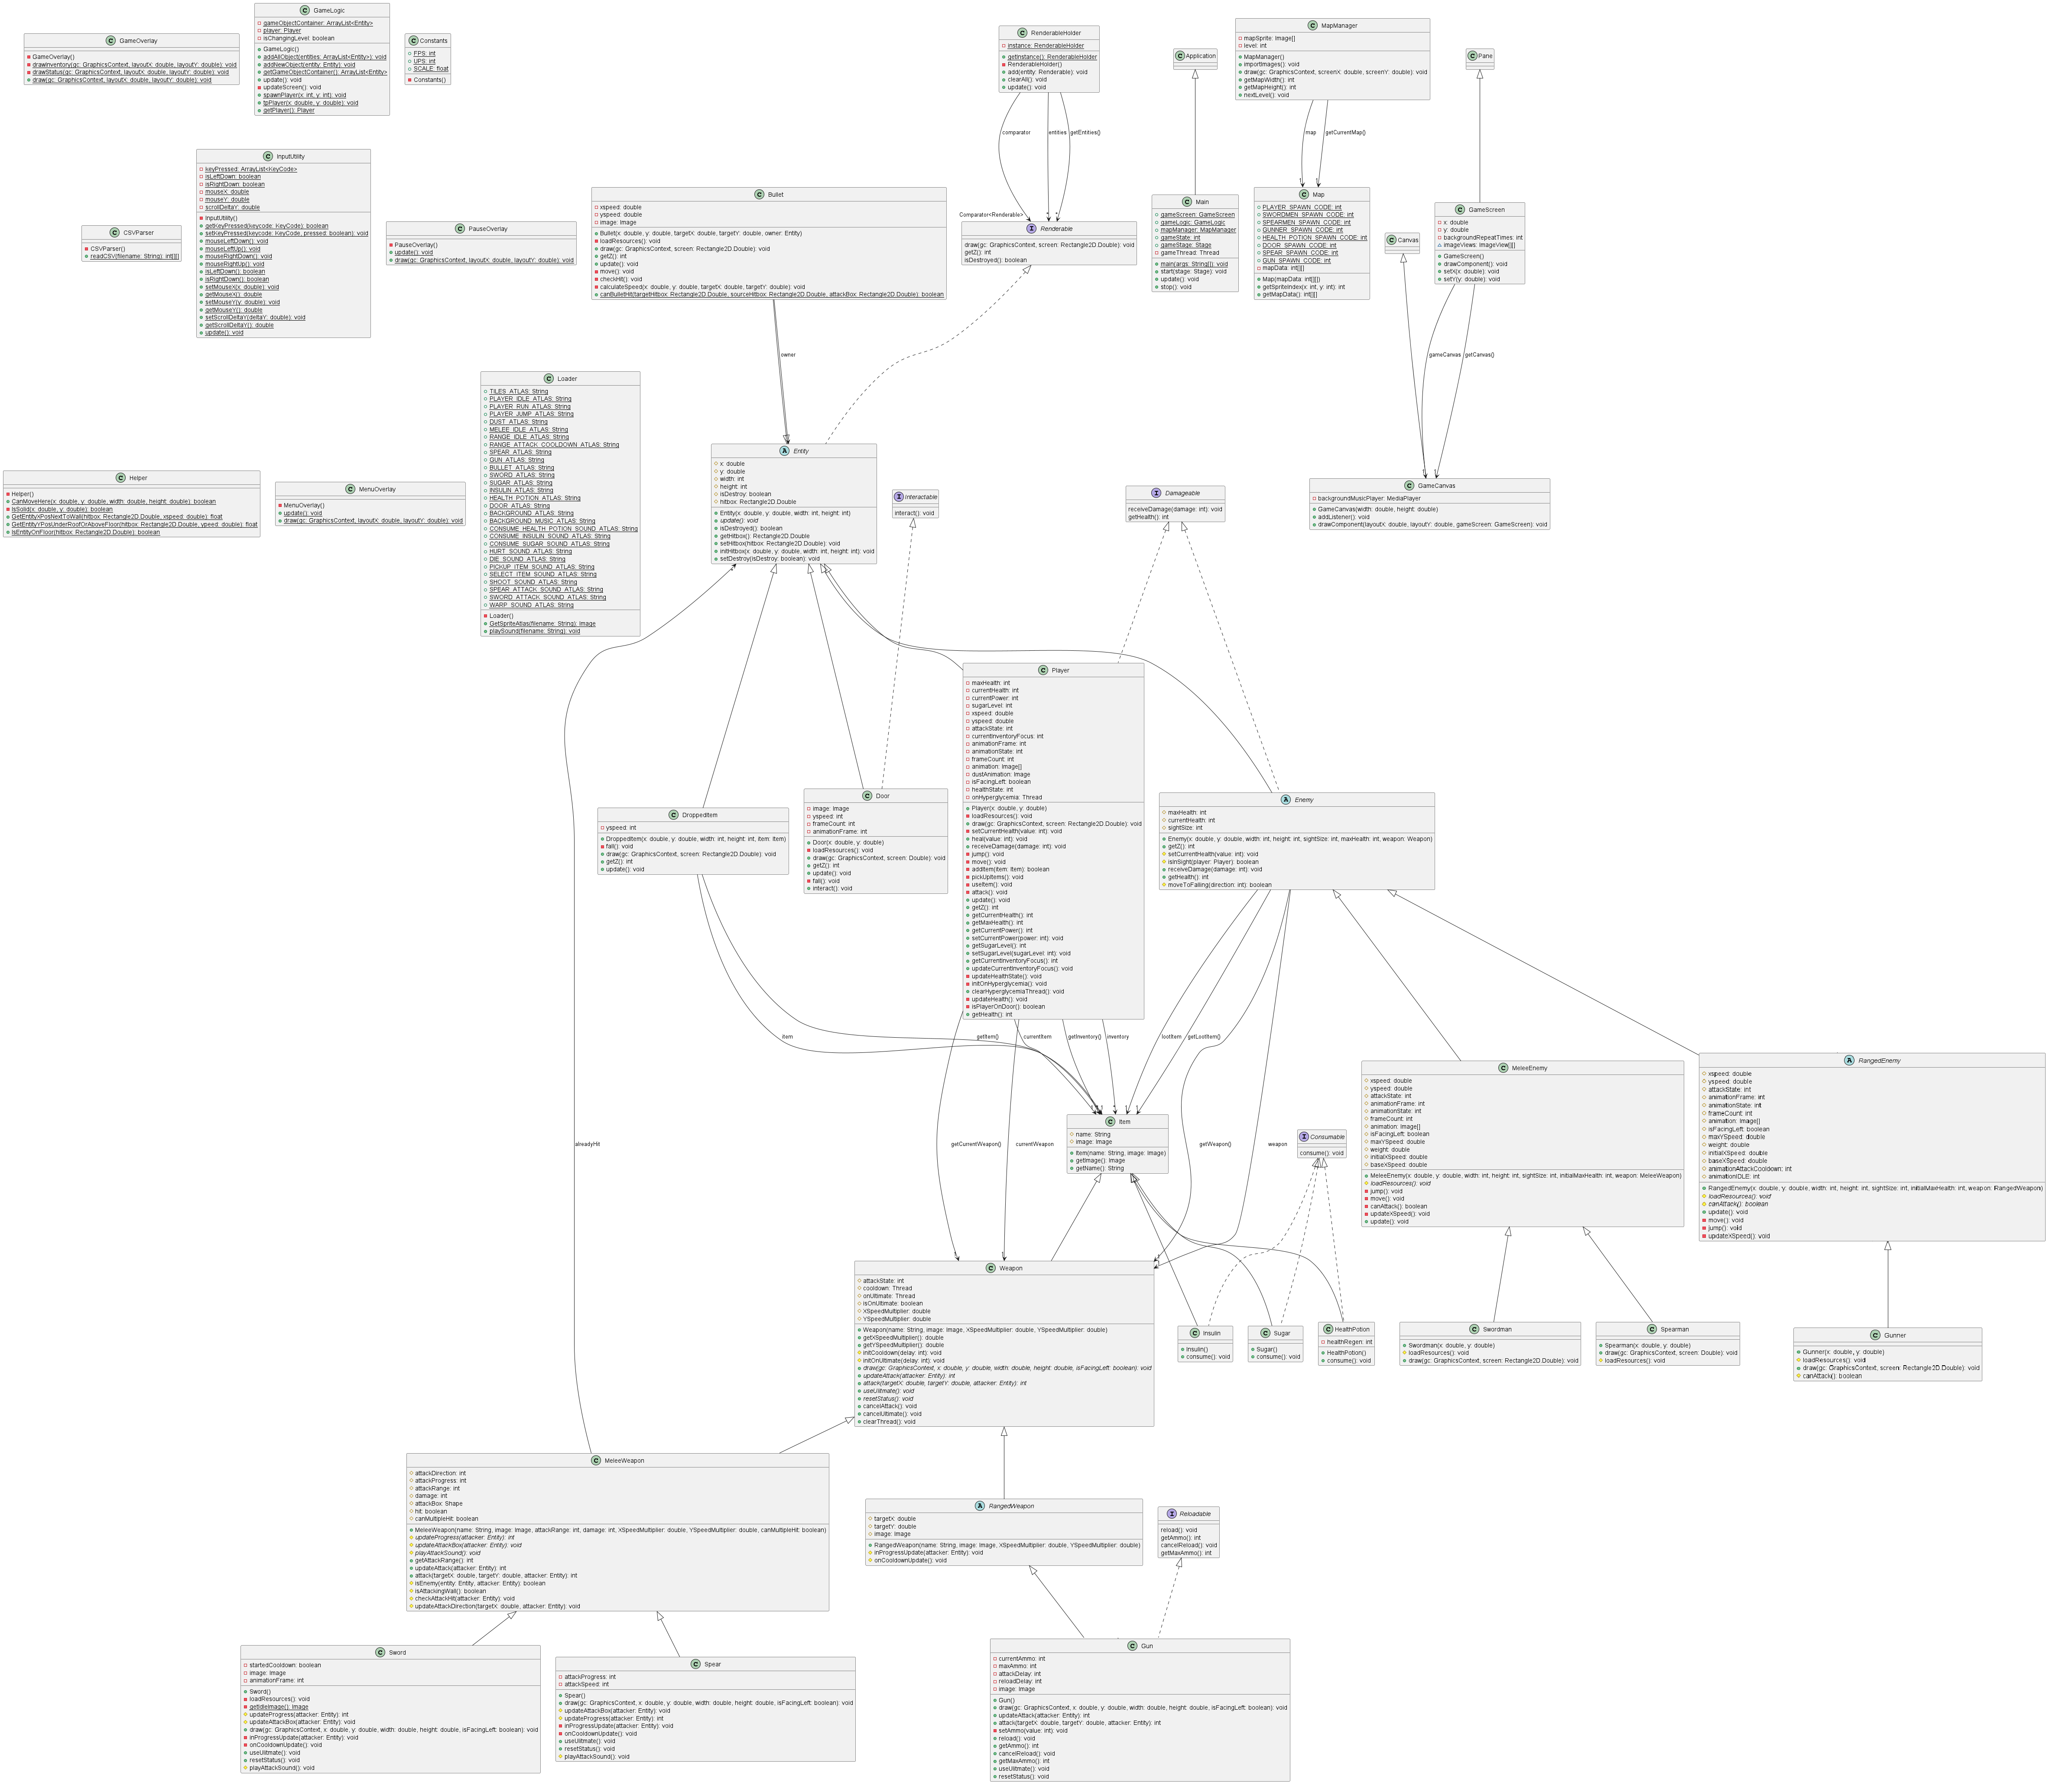 GameOverlay
GameOverlay()
drawInventory(gc: GraphicsContext, layoutX: double, layoutY: double): void
drawStatus(gc: GraphicsContext, layoutX: double, layoutY: double): void
draw(gc: GraphicsContext, layoutX: double, layoutY: double): void
GameLogic
gameObjectContainer: ArrayList<Entity>
player: Player
isChangingLevel: boolean
GameLogic()
addAllObject(entities: ArrayList<Entity>): void
addNewObject(entity: Entity): void
getGameObjectContainer(): ArrayList<Entity>
update(): void
updateScreen(): void
spawnPlayer(x: int, y: int): void
tpPlayer(x: double, y: double): void
getPlayer(): Player
Constants
FPS: int
UPS: int
SCALE: float
Constants()
RenderableHolder
instance: RenderableHolder
getInstance(): RenderableHolder
RenderableHolder()
add(entity: Renderable): void
clearAll(): void
update(): void
Application
MapManager
mapSprite: Image[]
level: int
MapManager()
importImages(): void
draw(gc: GraphicsContext, screenX: double, screenY: double): void
getMapWidth(): int
getMapHeight(): int
nextLevel(): void
Pane
comparator
entities
getEntities()
map
getCurrentMap()
CSVParser
CSVParser()
readCSV(filename: String): int[][]
InputUtility
keyPressed: ArrayList<KeyCode>
isLeftDown: boolean
isRightDown: boolean
mouseX: double
mouseY: double
scrollDeltaY: double
InputUtility()
getKeyPressed(keycode: KeyCode): boolean
setKeyPressed(keycode: KeyCode, pressed: boolean): void
mouseLeftDown(): void
mouseLeftUp(): void
mouseRightDown(): void
mouseRightUp(): void
isLeftDown(): boolean
isRightDown(): boolean
setMouseX(x: double): void
getMouseX(): double
setMouseY(y: double): void
getMouseY(): double
setScrollDeltaY(deltaY: double): void
getScrollDeltaY(): double
update(): void
PauseOverlay
PauseOverlay()
update(): void
draw(gc: GraphicsContext, layoutX: double, layoutY: double): void
Bullet
xspeed: double
yspeed: double
image: Image
Bullet(x: double, y: double, targetX: double, targetY: double, owner: Entity)
loadResources(): void
draw(gc: GraphicsContext, screen: Rectangle2D.Double): void
getZ(): int
update(): void
move(): void
checkHit(): void
calculateSpeed(x: double, y: double, targetX: double, targetY: double): void
canBulletHit(targetHitbox: Rectangle2D.Double, sourceHitbox: Rectangle2D.Double, attackBox: Rectangle2D.Double): boolean
Comparator<Renderable>
*
*
Renderable
draw(gc: GraphicsContext, screen: Rectangle2D.Double): void
getZ(): int
isDestroyed(): boolean
Main
gameScreen: GameScreen
gameLogic: GameLogic
mapManager: MapManager
gameState: int
gameStage: Stage
gameThread: Thread
main(args: String[]): void
start(stage: Stage): void
update(): void
stop(): void
1
1
Map
PLAYER_SPAWN_CODE: int
SWORDMEN_SPAWN_CODE: int
SPEARMEN_SPAWN_CODE: int
GUNNER_SPAWN_CODE: int
HEALTH_POTION_SPAWN_CODE: int
DOOR_SPAWN_CODE: int
SPEAR_SPAWN_CODE: int
GUN_SPAWN_CODE: int
mapData: int[][]
Map(mapData: int[][])
getSpriteIndex(x: int, y: int): int
getMapData(): int[][]
Canvas
GameScreen
x: double
y: double
backgroundRepeatTimes: int
imageViews: ImageView[][]
GameScreen()
drawComponent(): void
setX(x: double): void
setY(y: double): void
owner
gameCanvas
getCanvas()
Helper
Helper()
CanMoveHere(x: double, y: double, width: double, height: double): boolean
IsSolid(x: double, y: double): boolean
GetEntityXPosNextToWall(hitbox: Rectangle2D.Double, xspeed: double): float
GetEntityYPosUnderRoofOrAboveFloor(hitbox: Rectangle2D.Double, ypeed: double): float
IsEntityOnFloor(hitbox: Rectangle2D.Double): boolean
MenuOverlay
MenuOverlay()
update(): void
draw(gc: GraphicsContext, layoutX: double, layoutY: double): void
Loader
TILES_ATLAS: String
PLAYER_IDLE_ATLAS: String
PLAYER_RUN_ATLAS: String
PLAYER_JUMP_ATLAS: String
DUST_ATLAS: String
MELEE_IDLE_ATLAS: String
RANGE_IDLE_ATLAS: String
RANGE_ATTACK_COOLDOWN_ATLAS: String
SPEAR_ATLAS: String
GUN_ATLAS: String
BULLET_ATLAS: String
SWORD_ATLAS: String
SUGAR_ATLAS: String
INSULIN_ATLAS: String
HEALTH_POTION_ATLAS: String
DOOR_ATLAS: String
BACKGROUND_ATLAS: String
BACKGROUND_MUSIC_ATLAS: String
CONSUME_HEALTH_POTION_SOUND_ATLAS: String
CONSUME_INSULIN_SOUND_ATLAS: String
CONSUME_SUGAR_SOUND_ATLAS: String
HURT_SOUND_ATLAS: String
DIE_SOUND_ATLAS: String
PICKUP_ITEM_SOUND_ATLAS: String
SELECT_ITEM_SOUND_ATLAS: String
SHOOT_SOUND_ATLAS: String
SPEAR_ATTACK_SOUND_ATLAS: String
SWORD_ATTACK_SOUND_ATLAS: String
WARP_SOUND_ATLAS: String
Loader()
GetSpriteAtlas(filename: String): Image
playSound(filename: String): void
Entity
x: double
y: double
width: int
height: int
isDestroy: boolean
hitbox: Rectangle2D.Double
Entity(x: double, y: double, width: int, height: int)
update(): void
isDestroyed(): boolean
getHitbox(): Rectangle2D.Double
setHitbox(hitbox: Rectangle2D.Double): void
initHitbox(x: double, y: double, width: int, height: int): void
setDestroy(isDestroy: boolean): void
Interactable
interact(): void
Damageable
receiveDamage(damage: int): void
getHealth(): int
1
1
GameCanvas
backgroundMusicPlayer: MediaPlayer
GameCanvas(width: double, height: double)
addListener(): void
drawComponent(layoutX: double, layoutY: double, gameScreen: GameScreen): void
*
DroppedItem
yspeed: int
DroppedItem(x: double, y: double, width: int, height: int, item: Item)
fall(): void
draw(gc: GraphicsContext, screen: Rectangle2D.Double): void
getZ(): int
update(): void
Door
image: Image
yspeed: int
frameCount: int
animationFrame: int
Door(x: double, y: double)
loadResources(): void
draw(gc: GraphicsContext, screen: Double): void
getZ(): int
update(): void
fall(): void
interact(): void
Player
maxHealth: int
currentHealth: int
currentPower: int
sugarLevel: int
xspeed: double
yspeed: double
attackState: int
currentInventoryFocus: int
animationFrame: int
animationState: int
frameCount: int
animation: Image[]
dustAnimation: Image
isFacingLeft: boolean
healthState: int
onHyperglycemia: Thread
Player(x: double, y: double)
loadResources(): void
draw(gc: GraphicsContext, screen: Rectangle2D.Double): void
setCurrentHealth(value: int): void
heal(value: int): void
receiveDamage(damage: int): void
jump(): void
move(): void
addItem(item: Item): boolean
pickUpItems(): void
useItem(): void
attack(): void
update(): void
getZ(): int
getCurrentHealth(): int
getMaxHealth(): int
getCurrentPower(): int
setCurrentPower(power: int): void
getSugarLevel(): int
setSugarLevel(sugarLevel: int): void
getCurrentInventoryFocus(): int
updateCurrentInventoryFocus(): void
updateHealthState(): void
initOnHyperglycemia(): void
clearHyperglycemiaThread(): void
updateHealth(): void
isPlayerOnDoor(): boolean
getHealth(): int
Enemy
maxHealth: int
currentHealth: int
sightSize: int
Enemy(x: double, y: double, width: int, height: int, sightSize: int, maxHealth: int, weapon: Weapon)
getZ(): int
setCurrentHealth(value: int): void
isInSight(player: Player): boolean
receiveDamage(damage: int): void
getHealth(): int
moveToFalling(direction: int): boolean
item
getItem()
currentItem
getInventory()
inventory
lootItem
getLootItem()
MeleeEnemy
xspeed: double
yspeed: double
attackState: int
animationFrame: int
animationState: int
frameCount: int
animation: Image[]
isFacingLeft: boolean
maxYSpeed: double
weight: double
initialXSpeed: double
baseXSpeed: double
MeleeEnemy(x: double, y: double, width: int, height: int, sightSize: int, initialMaxHealth: int, weapon: MeleeWeapon)
loadResources(): void
jump(): void
move(): void
canAttack(): boolean
updateXSpeed(): void
update(): void
RangedEnemy
xspeed: double
yspeed: double
attackState: int
animationFrame: int
animationState: int
frameCount: int
animation: Image[]
isFacingLeft: boolean
maxYSpeed: double
weight: double
initialXSpeed: double
baseXSpeed: double
animationAttackCooldown: int
animationIDLE: int
RangedEnemy(x: double, y: double, width: int, height: int, sightSize: int, initialMaxHealth: int, weapon: RangedWeapon)
loadResources(): void
canAttack(): boolean
update(): void
move(): void
jump(): void
updateXSpeed(): void
alreadyHit
getCurrentWeapon()
currentWeapon
Item
name: String
image: Image
Item(name: String, image: Image)
getImage(): Image
getName(): String
getWeapon()
weapon
Consumable
consume(): void
Weapon
attackState: int
cooldown: Thread
onUltimate: Thread
isOnUltimate: boolean
XSpeedMultiplier: double
YSpeedMultiplier: double
Weapon(name: String, image: Image, XSpeedMultiplier: double, YSpeedMultiplier: double)
getXSpeedMultiplier(): double
getYSpeedMultiplier(): double
initCooldown(delay: int): void
initOnUltimate(delay: int): void
draw(gc: GraphicsContext, x: double, y: double, width: double, height: double, isFacingLeft: boolean): void
updateAttack(attacker: Entity): int
attack(targetX: double, targetY: double, attacker: Entity): int
useUlitmate(): void
resetStatus(): void
cancelAttack(): void
cancelUltimate(): void
clearThread(): void
Insulin
Insulin()
consume(): void
Sugar
Sugar()
consume(): void
HealthPotion
healthRegen: int
HealthPotion()
consume(): void
Swordman
Swordman(x: double, y: double)
loadResources(): void
draw(gc: GraphicsContext, screen: Rectangle2D.Double): void
Spearman
Spearman(x: double, y: double)
draw(gc: GraphicsContext, screen: Double): void
loadResources(): void
Gunner
Gunner(x: double, y: double)
loadResources(): void
draw(gc: GraphicsContext, screen: Rectangle2D.Double): void
canAttack(): boolean
MeleeWeapon
attackDirection: int
attackProgress: int
attackRange: int
damage: int
attackBox: Shape
hit: boolean
canMultipleHit: boolean
MeleeWeapon(name: String, image: Image, attackRange: int, damage: int, XSpeedMultiplier: double, YSpeedMultiplier: double, canMultipleHit: boolean)
updateProgress(attacker: Entity): int
updateAttackBox(attacker: Entity): void
playAttackSound(): void
getAttackRange(): int
updateAttack(attacker: Entity): int
attack(targetX: double, targetY: double, attacker: Entity): int
isEnemy(entity: Entity, attacker: Entity): boolean
isAttackingWall(): boolean
checkAttackHit(attacker: Entity): void
updateAttackDirection(targetX: double, attacker: Entity): void
RangedWeapon
targetX: double
targetY: double
image: Image
RangedWeapon(name: String, image: Image, XSpeedMultiplier: double, YSpeedMultiplier: double)
inProgressUpdate(attacker: Entity): void
onCooldownUpdate(): void
Reloadable
reload(): void
getAmmo(): int
cancelReload(): void
getMaxAmmo(): int
Sword
startedCooldown: boolean
image: Image
animationFrame: int
Sword()
loadResources(): void
getIdleImage(): Image
updateProgress(attacker: Entity): int
updateAttackBox(attacker: Entity): void
draw(gc: GraphicsContext, x: double, y: double, width: double, height: double, isFacingLeft: boolean): void
inProgressUpdate(attacker: Entity): void
onCooldownUpdate(): void
useUlitmate(): void
resetStatus(): void
playAttackSound(): void
Spear
attackProgress: int
attackSpeed: int
Spear()
draw(gc: GraphicsContext, x: double, y: double, width: double, height: double, isFacingLeft: boolean): void
updateAttackBox(attacker: Entity): void
updateProgress(attacker: Entity): int
inProgressUpdate(attacker: Entity): void
onCooldownUpdate(): void
useUlitmate(): void
resetStatus(): void
playAttackSound(): void
Gun
currentAmmo: int
maxAmmo: int
attackDelay: int
reloadDelay: int
image: Image
Gun()
draw(gc: GraphicsContext, x: double, y: double, width: double, height: double, isFacingLeft: boolean): void
updateAttack(attacker: Entity): int
attack(targetX: double, targetY: double, attacker: Entity): int
setAmmo(value: int): void
reload(): void
getAmmo(): int
cancelReload(): void
getMaxAmmo(): int
useUlitmate(): void
resetStatus(): void